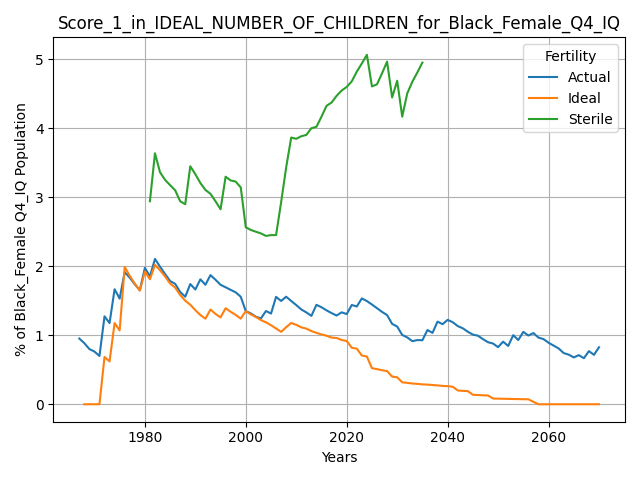 Score_1_in_IDEAL_NUMBER_OF_CHILDREN_for_Black_Female_Q4_IQ
Fertility
Actual
Ideal
Sterile
% of Black_Female Q4_IQ Population
5
4
3
2
1
0
1980 2000 2020 2040 2060
Years